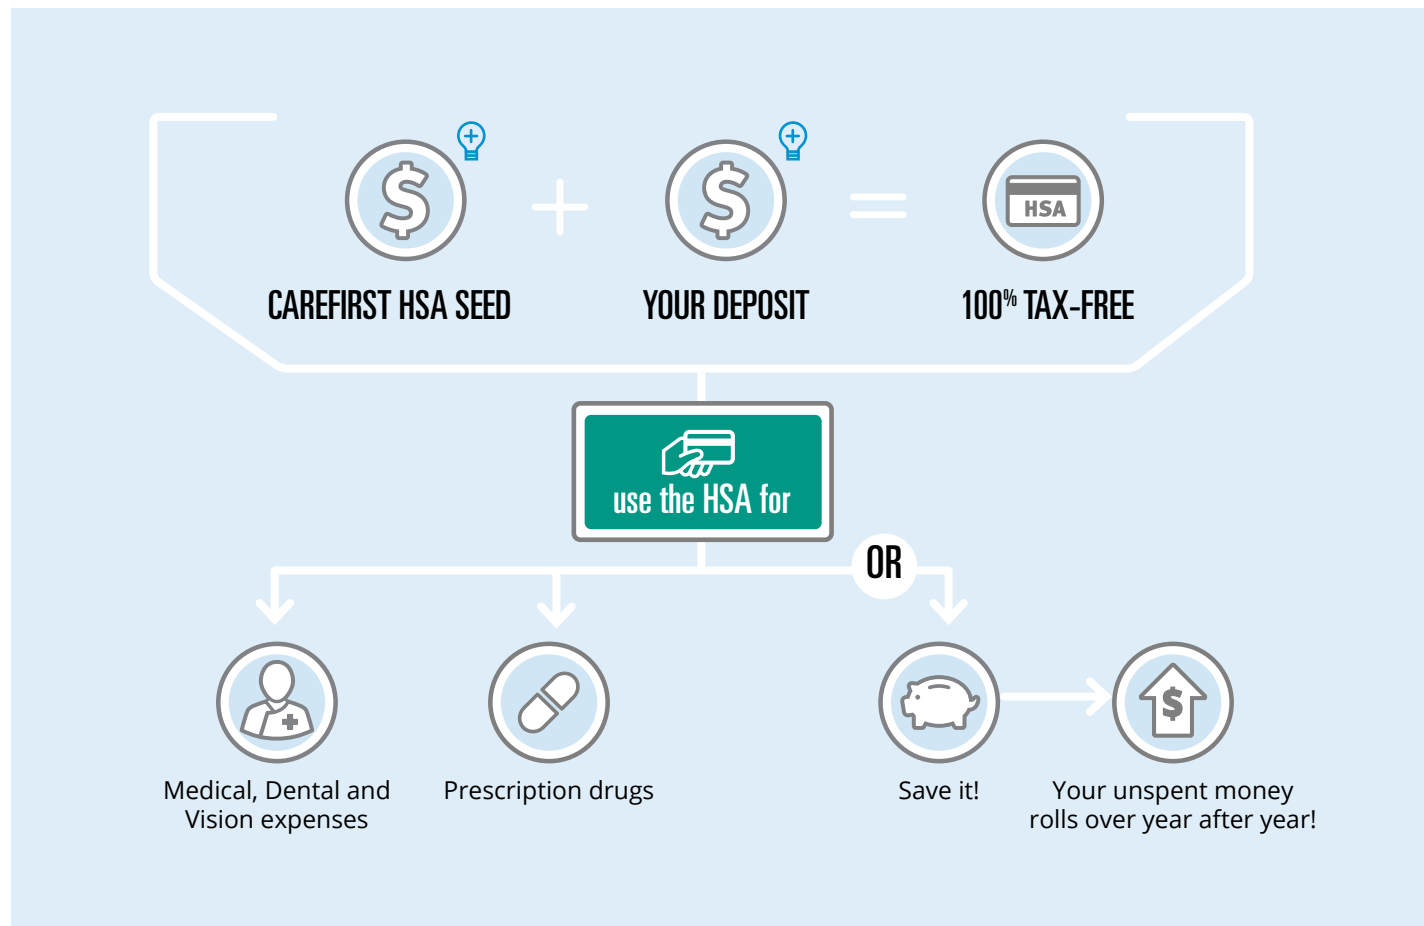 HSA
CAREFIRST HSA SEED
YOUR DEPOSIT
100% TAX-FREE
use the HSA for
OR
Medical, Dental and
Vision expenses
Prescription drugs
Save it!
Your unspent money
rolls over year after year!